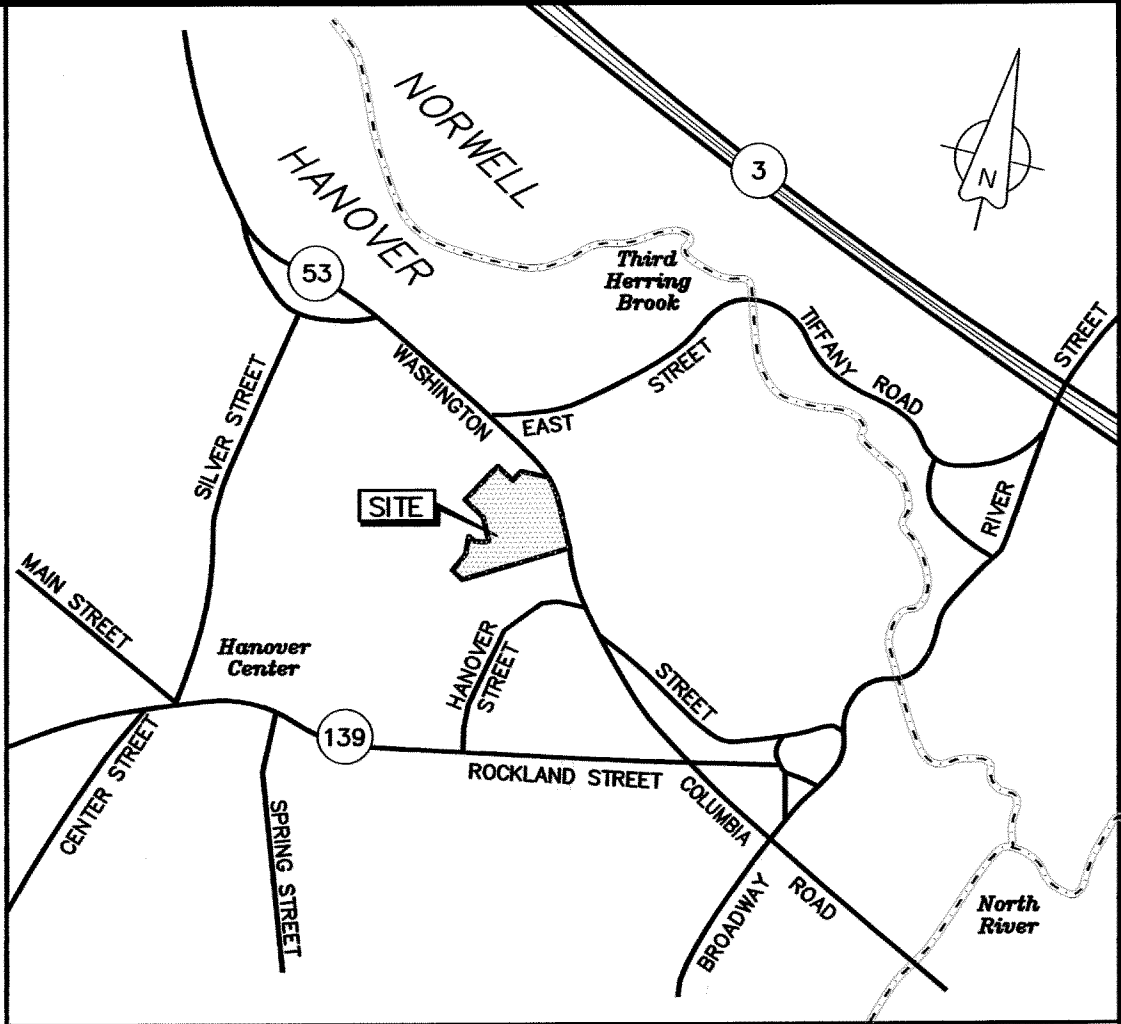 NORWELL
HANOVER
3
N
53
Third
Herring
Brook
TIFFANY ROAD
STREET
WASHINGTON
EAST STREET
SILVER STREET
SITE
RIVER
MAIN STREET
Hanover
Center
HANOVER
STREET
STREET
139
ROCKLAND STREET
COLUMBIA ROAD
CENTER STREET
SPRING STREET
BROADWAY
North
River